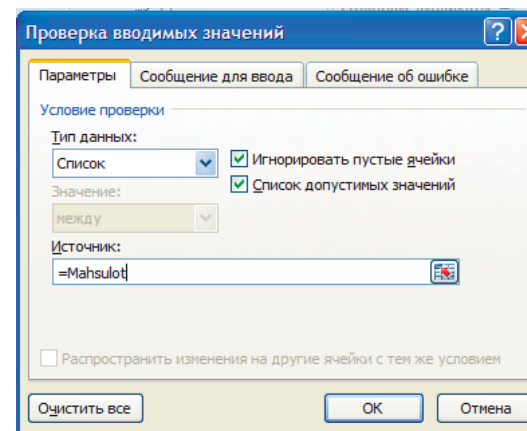 Проверка вводимых значений
Параметры Сообщение для ввода Сообщение об ошибке
Условие проверки
Тип данных:
Список
Игнорировать пустые ячейки
Значение:
Список допустимых значений
между
Источник:
=Mahsulot
Распространить изменения на другие ячейки с тем же условием
Очистить все ОК Отмена